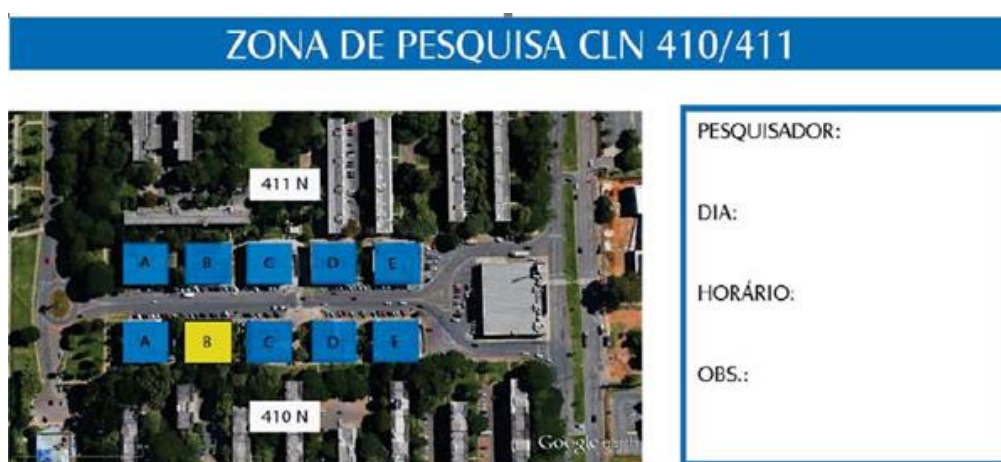 ZONA DE PESQUISA CLN 410/411
411 N
A B C D E
A B C D E
410 N
Google earth
PESQUISADOR:
DIA:
HORÁRIO:
OBS.: